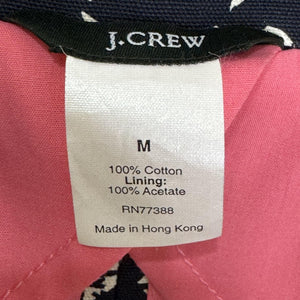 J.CREW
M
100% Cotton
Lining:
100% Acetate
RN77388
Made in Hong Kong